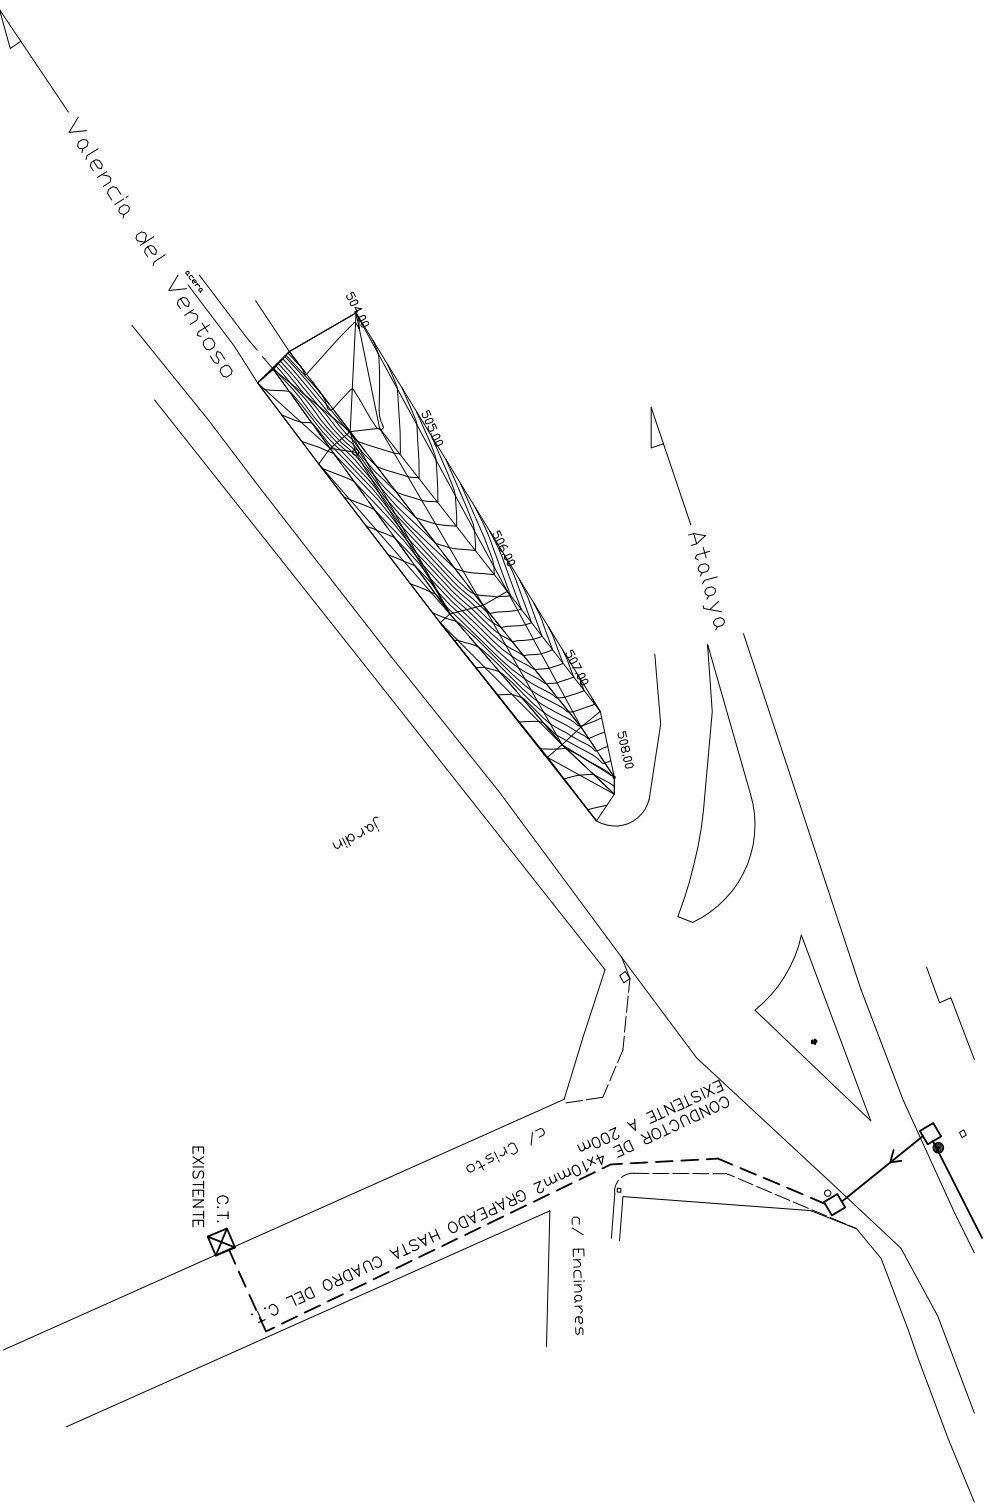 Valencia del Ventoso
acera
504.00
505.00
506.00
507.00
508.00
Atalaya
jardin
c/ Cristo
CONDUCTOR DE 4x10mm2 GRAPEADO HASTA CUADRO DEL C.T.
EXISTENTE A 200m
C.T.
EXISTENTE
c/ Encinares